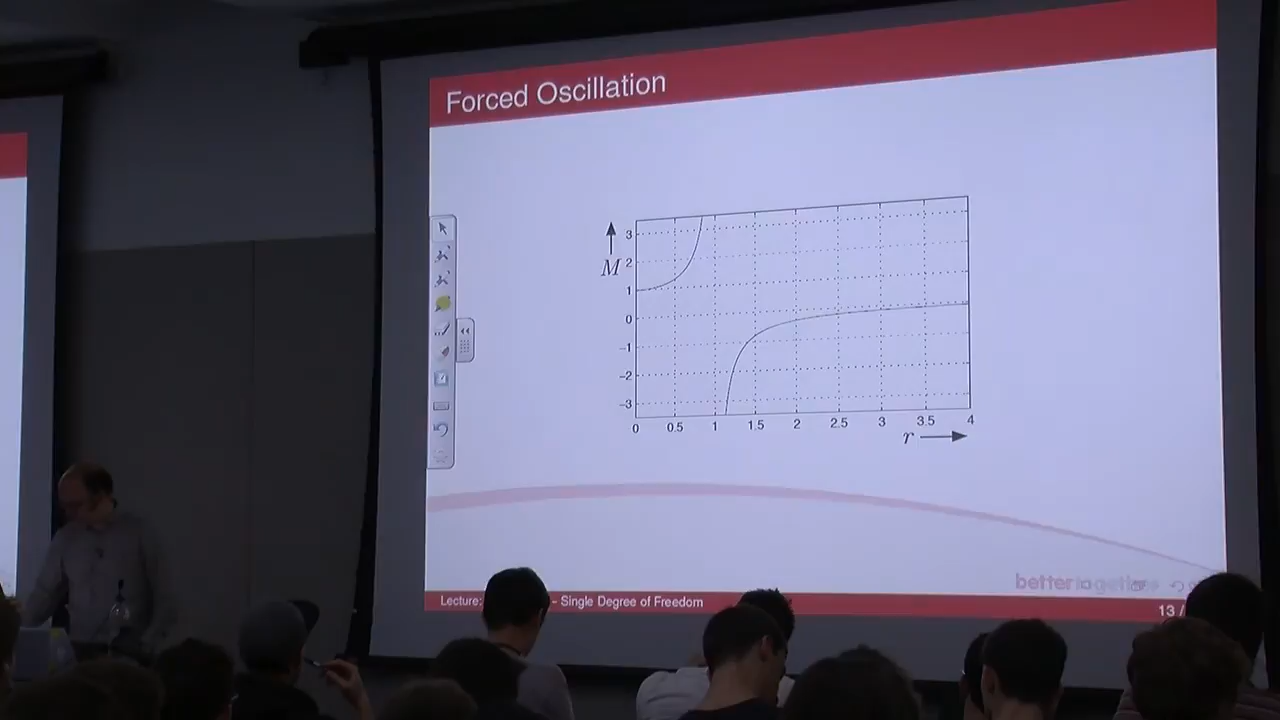 Forced Oscillation
3
M 2
1
0
−1
−2
−3
0 0.5 1 1.5 2 2.5 3 3.5 4
r
better
Lecture: - Single Degree of Freedom
13 /